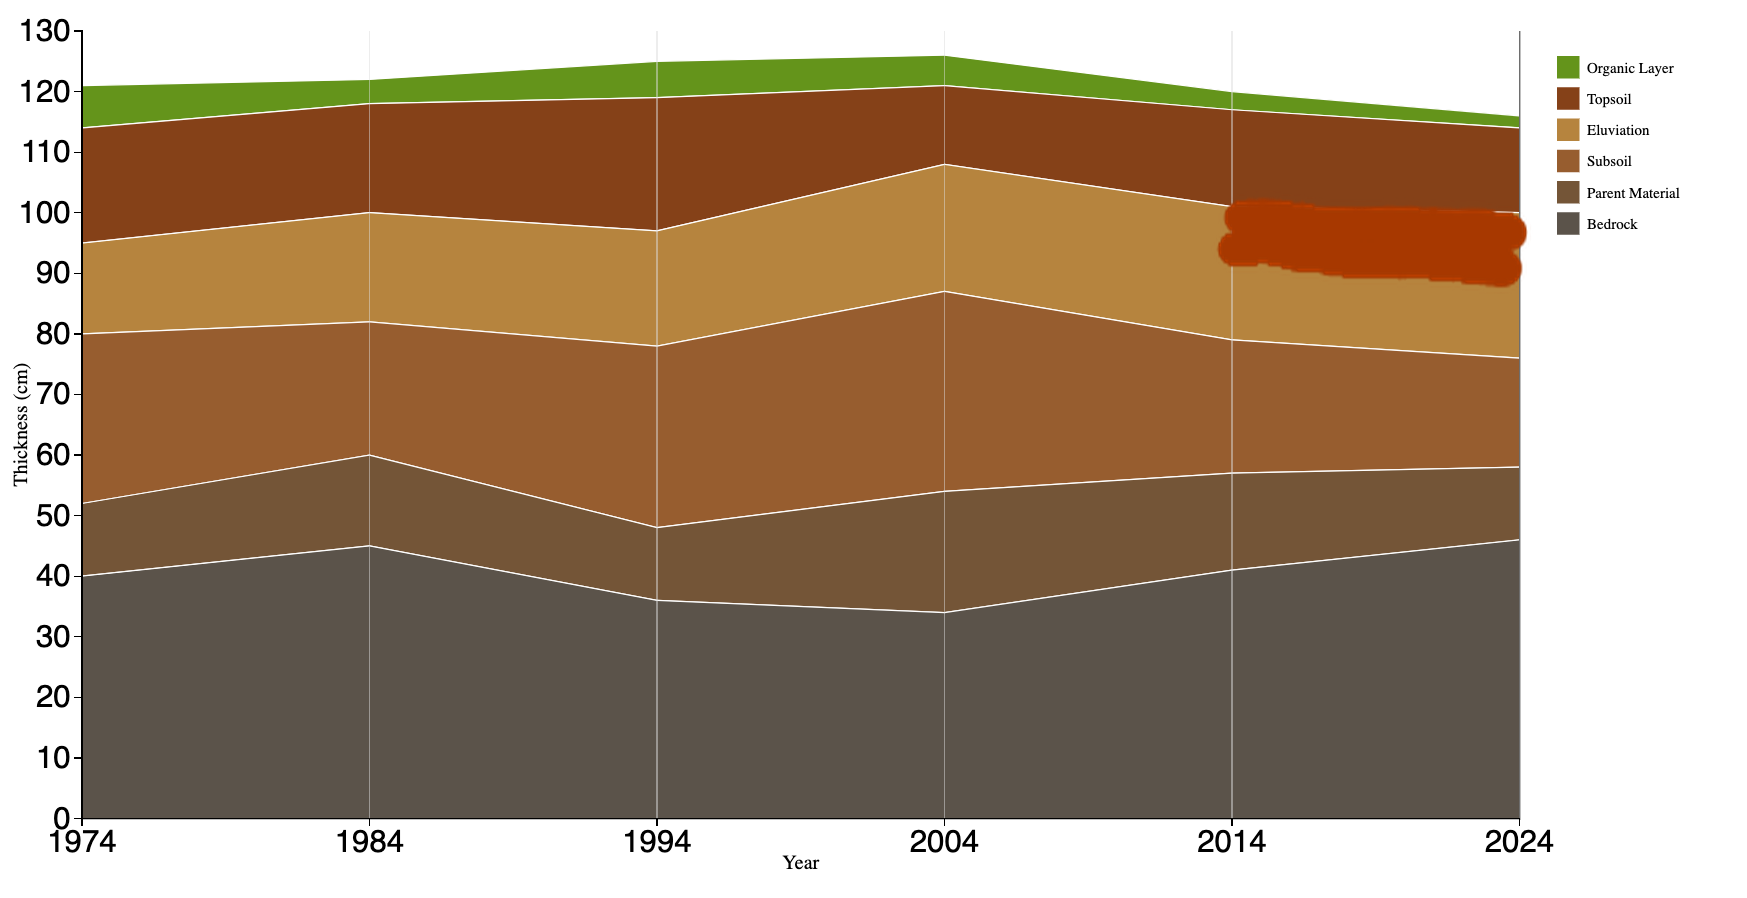 130
120
110
100
90
80
70
60
50
40
30
20
10
0
Thickness (cm)
1974 1984 1994 2004 2014 2024
Year
Organic Layer
Topsoil
Eluviation
Subsoil
Parent Material
Bedrock